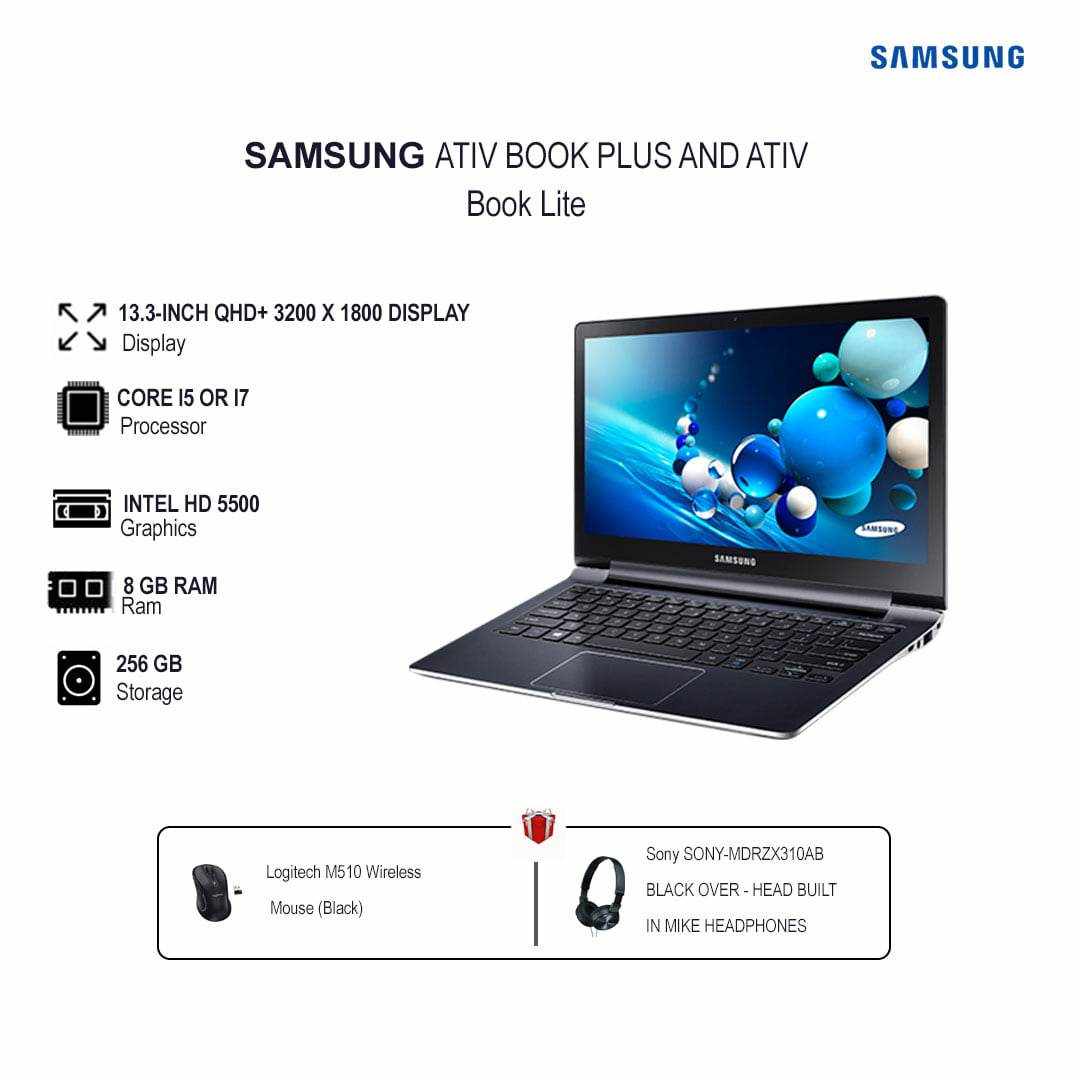 SAMSUNG
SAMSUNG ATIV BOOK PLUS AND ATIV
Book Lite
13.3-INCH QHD+ 3200 X 1800 DISPLAY
Display
CORE I5 OR I7
Processor
INTEL HD 5500
Graphics
8 GB RAM
Ram
256 GB
Storage
SAMSUNG
SAMSUNG
Logitech M510 Wireless
Mouse (Black)
Sony SONY-MDRZX310AB
BLACK OVER - HEAD BUILT
IN MIKE HEADPHONES